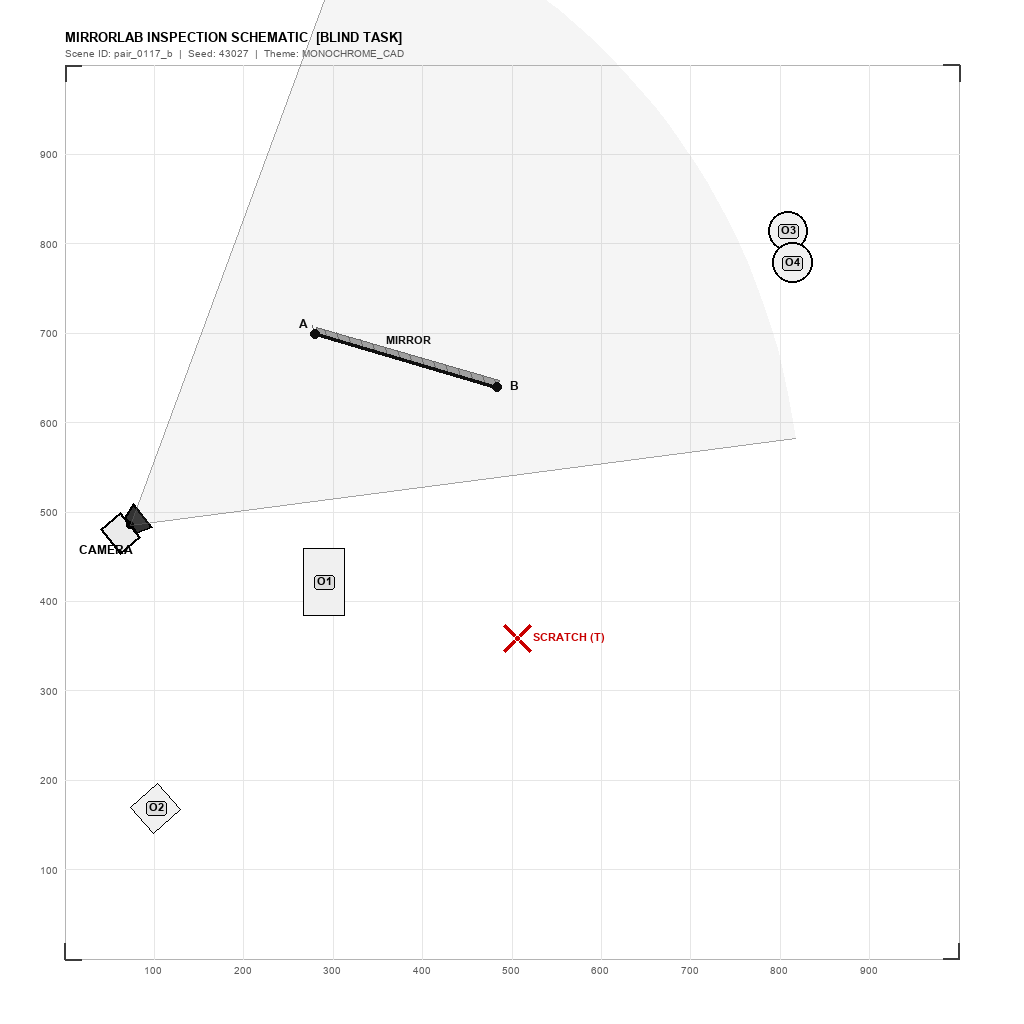 MIRRORLAB INSPECTION SCHEMATIC [BLIND TASK]
Scene ID: pair_0117_b | Seed: 43027 | Theme: MONOCHROME_CAD
900
O3
800
O4
A
700
MIRROR
B
600
500
CAMERA
O1
400
SCRATCH (T)
300
200
O2
100
100 200 300 400 500 600 700 800 900